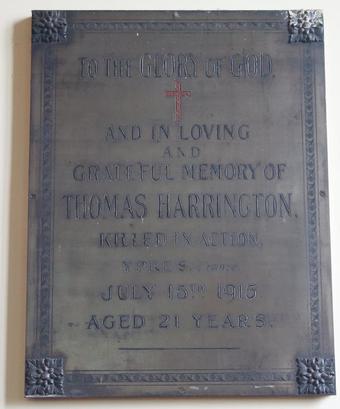 TO THE GLORY OF GOD.
AND IN LOVING
AND
GRATEFUL MEMORY OF
THOMAS HARRINGTON.
KILLED IN ACTION,
YPRES,
JULY 15TH 1915
AGED 21 YEARS.